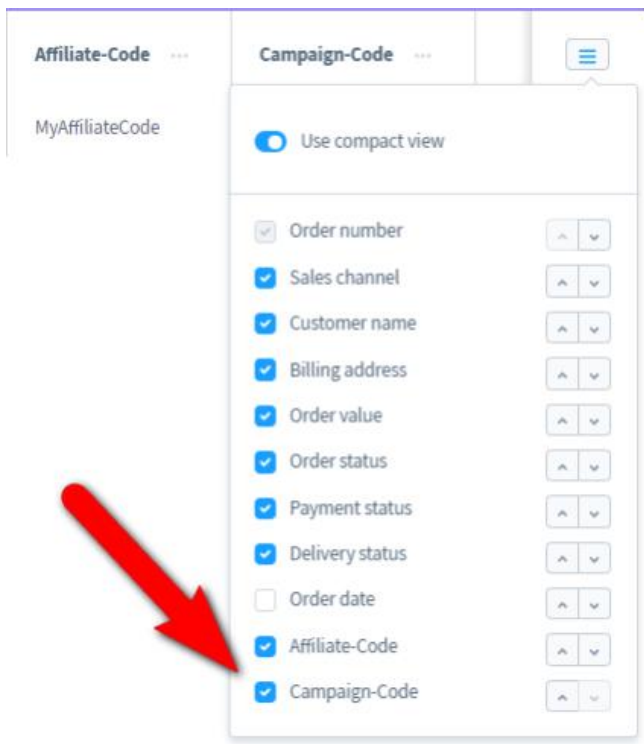 Affiliate-Code ···
Campaign-Code ···
MyAffiliateCode
Use compact view
Order number
Sales channel
Customer name
Billing address
Order value
Order status
Payment status
Delivery status
Order date
Affiliate-Code
Campaign-Code